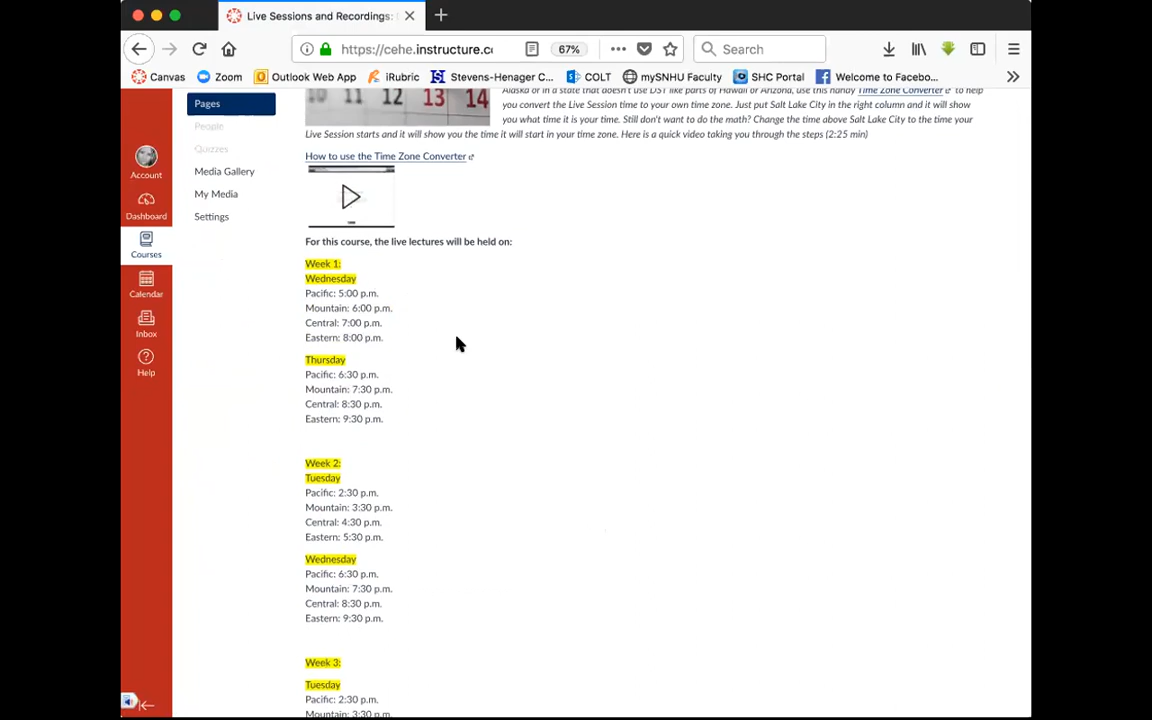 Live Sessions and Recordings:
https://cehe.instructure.cc
67%
Search
Canvas
Zoom
Outlook Web App
iRubric
Stevens-Henager C...
COLT
mySNHU Faculty
SHC Portal
Welcome to Facebo...
Account
Dashboard
Courses
Calendar
Inbox
Help
Pages
People
Quizzes
Media Gallery
My Media
Settings
10 11 12 13 14
Alaska or in a state that doesn't use DST like parts of Hawaii or Arizona, use this handy Time Zone Converter to help
you convert the Live Session time to your own time zone. Just put Salt Lake City in the right column and it will show
you what time it is your time. Still don't want to do the math? Change the time above Salt Lake City to the time your
Live Session starts and it will show you the time it will start in your time zone. Here is a quick video taking you through the steps (2:25 min)
How to use the Time Zone Converter
For this course, the live lectures will be held on:
Week 1:
Wednesday
Pacific: 5:00 p.m.
Mountain: 6:00 p.m.
Central: 7:00 p.m.
Eastern: 8:00 p.m.
Thursday
Pacific: 6:30 p.m.
Mountain: 7:30 p.m.
Central: 8:30 p.m.
Eastern: 9:30 p.m.
Week 2:
Tuesday
Pacific: 2:30 p.m.
Mountain: 3:30 p.m.
Central: 4:30 p.m.
Eastern: 5:30 p.m.
Wednesday
Pacific: 6:30 p.m.
Mountain: 7:30 p.m.
Central: 8:30 p.m.
Eastern: 9:30 p.m.
Week 3:
Tuesday
Pacific: 2:30 p.m.
Mountain: 3:30 p.m.